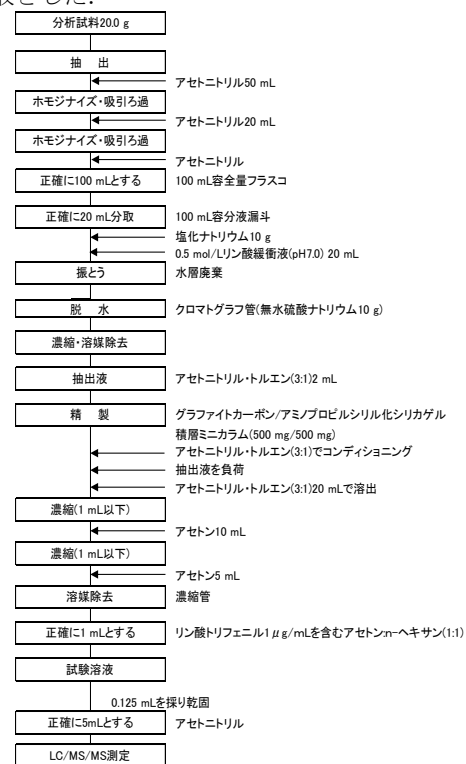 分析試料20.0 g
抽 出
アセトニトリル50 mL
ホモジナイズ・吸引ろ過
アセトニトリル20 mL
ホモジナイズ・吸引ろ過
アセトニトリル
正確に100 mLとする 100 mL容全量フラスコ
正確に20 mL分取 100 mL容分液漏斗
塩化ナトリウム10 g
0.5 mol/Lリン酸緩衝液(pH7.0) 20 mL
振とう 水層廃棄
脱 水 クロマトグラフ管(無水硫酸ナトリウム10 g)
濃縮・溶媒除去
抽出液 アセトニトリル・トルエン(3:1)2 mL
精 製 グラファイトカーボン/アミノプロピルシリル化シリカゲル
積層ミニカラム(500 mg/500 mg)
アセトニトリル・トルエン(3:1)でコンディショニング
抽出液を負荷
アセトニトリル・トルエン(3:1)20 mLで溶出
濃縮(1 mL以下)
アセトン10 mL
濃縮(1 mL以下)
アセトン5 mL
溶媒除去 濃縮管
正確に1 mLとする リン酸トリフェニル1μg/mLを含むアセトン:n-ヘキサン(1:1)
試験溶液
0.125 mLを採り乾固
正確に5mLとする アセトニトリル
LC/MS/MS測定